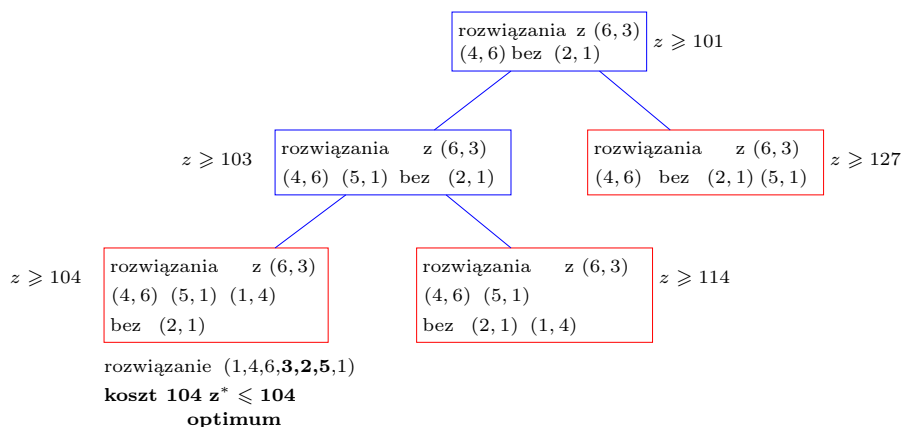 rozwiązania z (6, 3)
(4, 6) bez (2, 1)
z ⩾ 101
z ⩾ 103
rozwiązania z (6, 3)
(4, 6) (5, 1) bez (2, 1)
rozwiązania z (6, 3)
(4, 6) bez (2, 1) (5, 1)
z ⩾ 127
z ⩾ 104
rozwiązania z (6, 3)
(4, 6) (5, 1) (1, 4)
bez (2, 1)
rozwiązania z (6, 3)
(4, 6) (5, 1)
bez (2, 1) (1, 4)
z ⩾ 114
rozwiązanie (1,4,6,3,2,5,1)
koszt 104 z* ⩽ 104
optimum